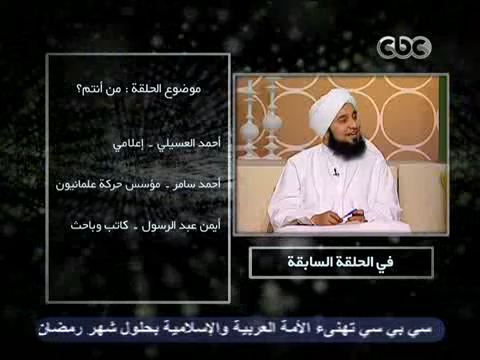 cbc
موضوع الحلقة : من أنتم؟
أحمد العسيلي - إعلامي
أحمد سامر - مؤسس حركة علمانيون
أيمن عبد الرسول - كاتب وباحث
في الحلقة السابقة
سي بي سي تهنىء الأمة العربية والإسلامية بحلول شهر رمضان